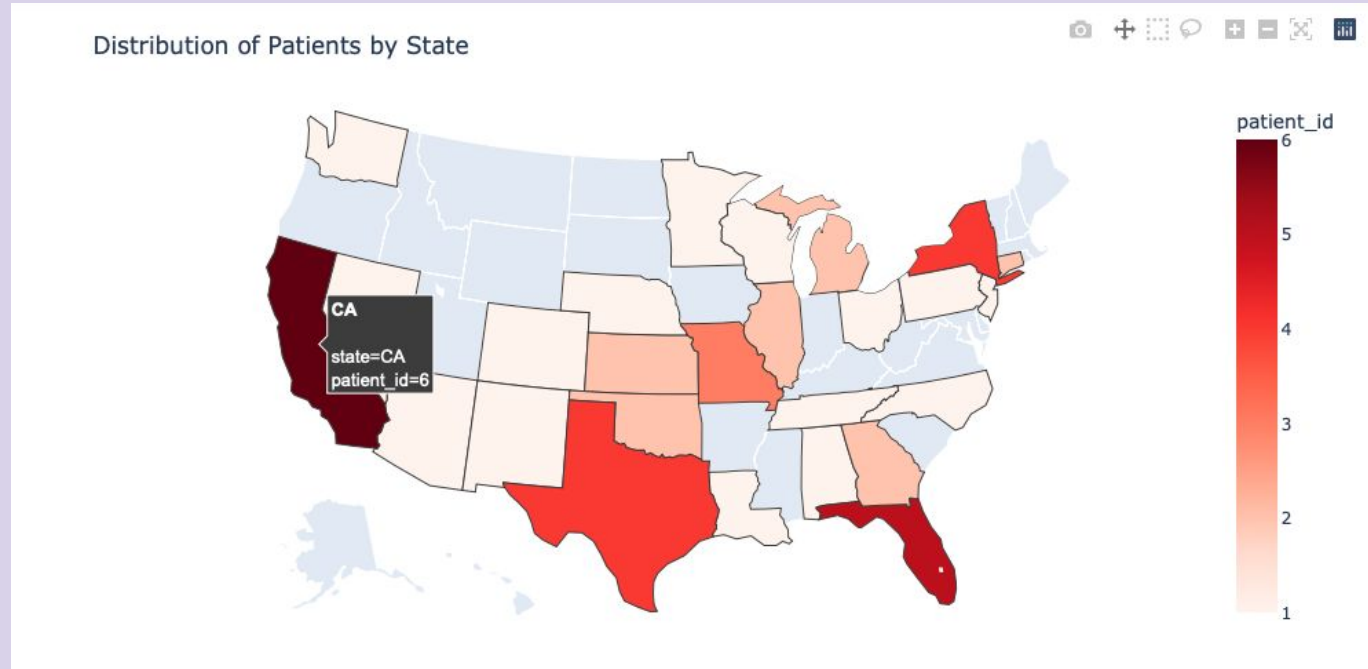 Distribution of Patients by State
patient_id
6
5
4
3
2
1
CA
state=CA
patient_id=6